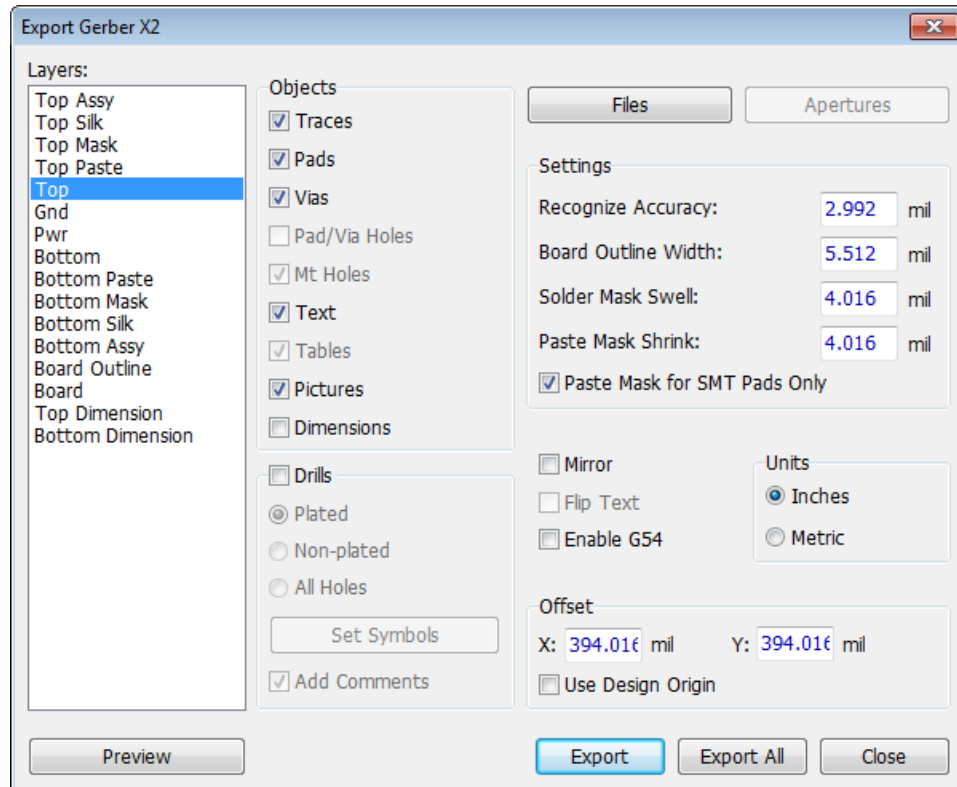 Export Gerber X2
Layers:
Top Assy
Top Silk
Top Mask
Top Paste
Top
Gnd
Pwr
Bottom
Bottom Paste
Bottom Mask
Bottom Silk
Bottom Assy
Board Outline
Board
Top Dimension
Bottom Dimension
Preview
Objects
Traces
Pads
Vias
Pad/Via Holes
Mt Holes
Text
Tables
Pictures
Dimensions
Drills
Plated
Non-plated
All Holes
Set Symbols
Add Comments
Files Apertures
Settings
Recognize Accuracy: 2.992 mil
Board Outline Width: 5.512 mil
Solder Mask Swell: 4.016 mil
Paste Mask Shrink: 4.016 mil
Paste Mask for SMT Pads Only
Mirror
Flip Text
Enable G54
Units
Inches
Metric
Offset
X: 394.016 mil Y: 394.016 mil
Use Design Origin
Export Export All Close